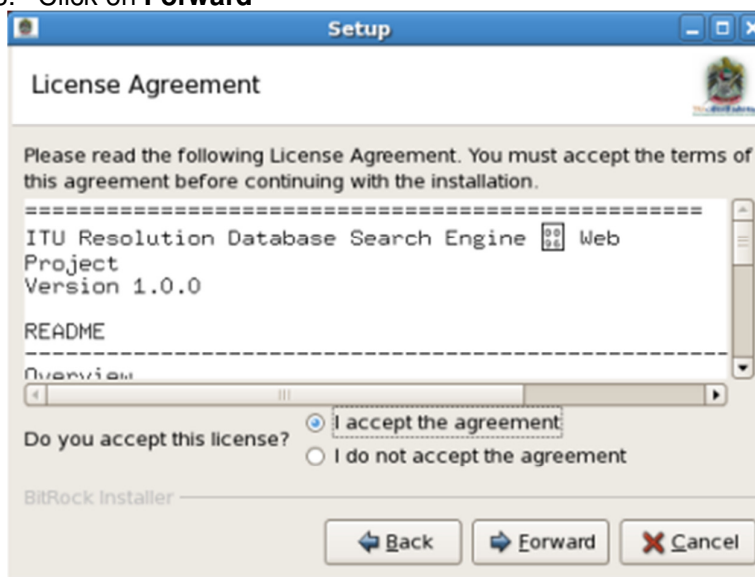 Click on Forward
Setup
License Agreement
Please read the following License Agreement. You must accept the terms of
this agreement before continuing with the installation.
==================================================
ITU Resolution Database Search Engine Web
Project
Version 1.0.0
README
----------------------------------------------------
Overview
Do you accept this license?
I accept the agreement
I do not accept the agreement
BitRock Installer
Back Forward Cancel